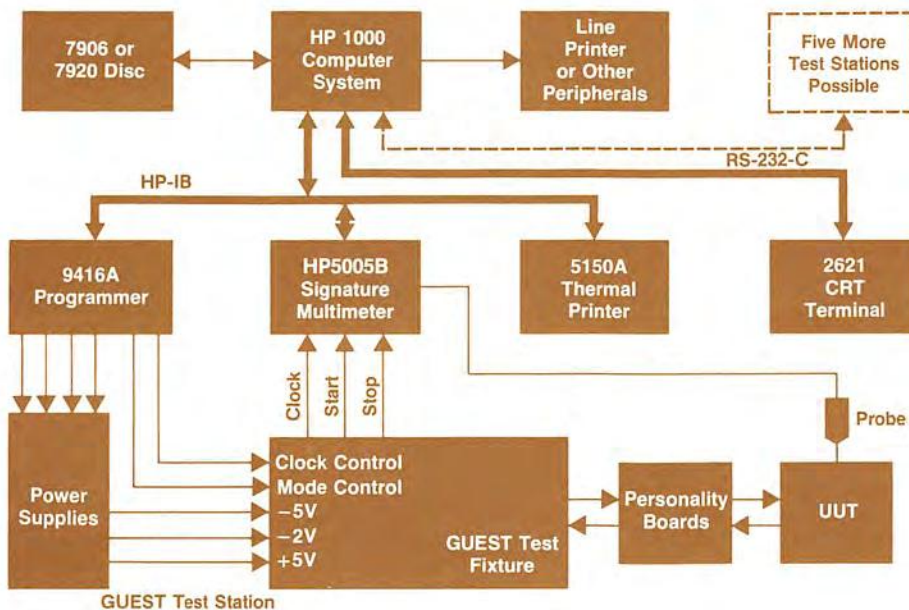 7906 or
7920 Disc
HP 1000
Computer
System
Line
Printer
or Other
Peripherals
Five More
Test Stations
Possible
RS-232-C
HP-IB
9416A
Programmer
HP5005B
Signature
Multimeter
5150A
Thermal
Printer
2621
CRT
Terminal
Clock
Start
Stop
Probe
Power
Supplies
Clock Control
Mode Control
−5V
−2V
+5V
GUEST Test
Fixture
Personality
Boards
UUT
GUEST Test Station